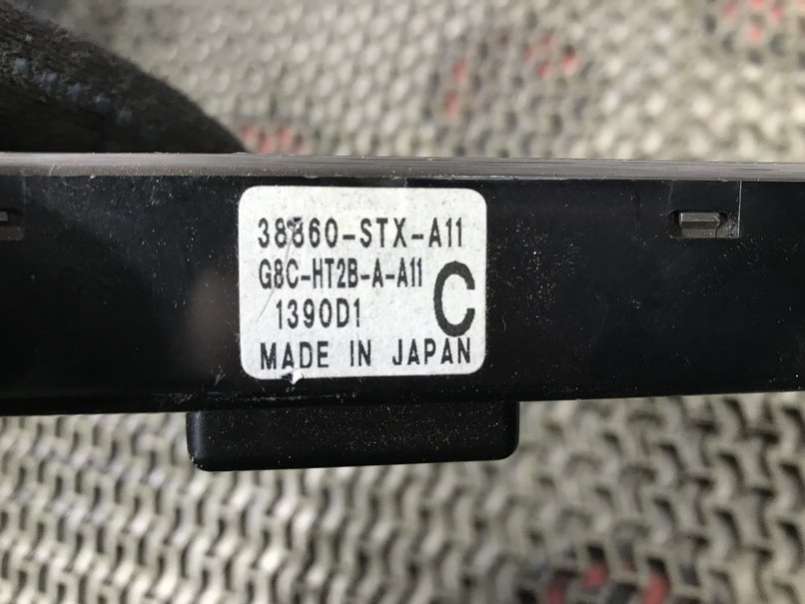 38860-STX-A11
G8C-HT2B-A-A11
1390D1
C
MADE IN JAPAN